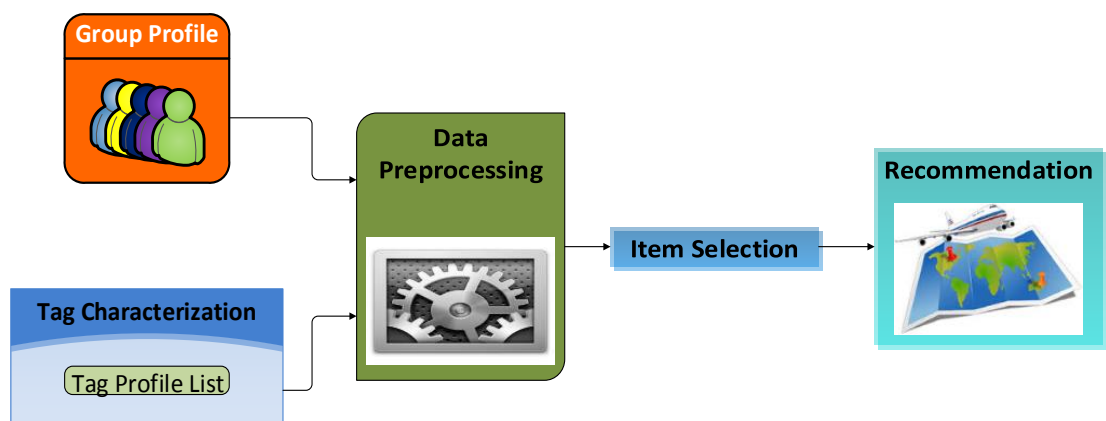 Group Profile
Data
Preprocessing
Recommendation
Item Selection
Tag Characterization
Tag Profile List